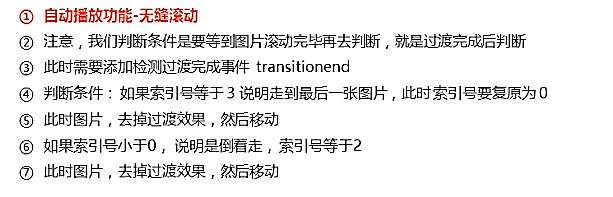 ① 自动播放功能-无缝滚动
② 注意，我们判断条件是要等到图片滚动完毕再去判断，就是过渡完成后判断
③ 此时需要添加检测过渡完成事件 transitionend
④ 判断条件：如果索引号等于 3 说明走到最后一张图片，此时 索引号要复原为 0
⑤ 此时图片，去掉过渡效果，然后移动
⑥ 如果索引号小于0，说明是倒着走，索引号等于2
⑦ 此时图片，去掉过渡效果，然后移动